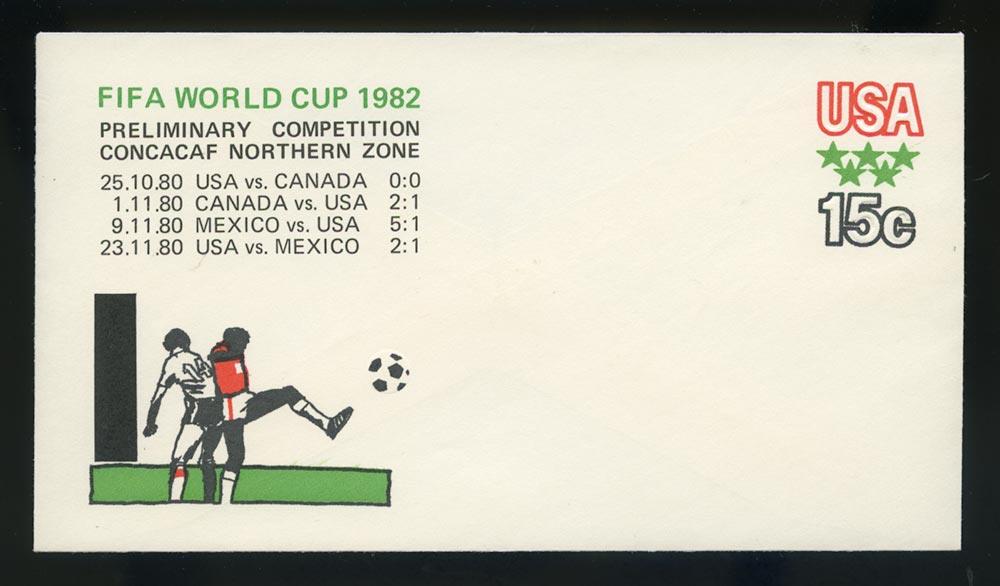 FIFA WORLD CUP 1982
PRELIMINARY COMPETITION
CONCACAF NORTHERN ZONE
25.10.80 USA vs. CANADA 0:0
1.11.80 CANADA vs. USA 2:1
9.11.80 MEXICO vs. USA 5:1
23.11.80 USA vs. MEXICO 2:1
USA
15c
14